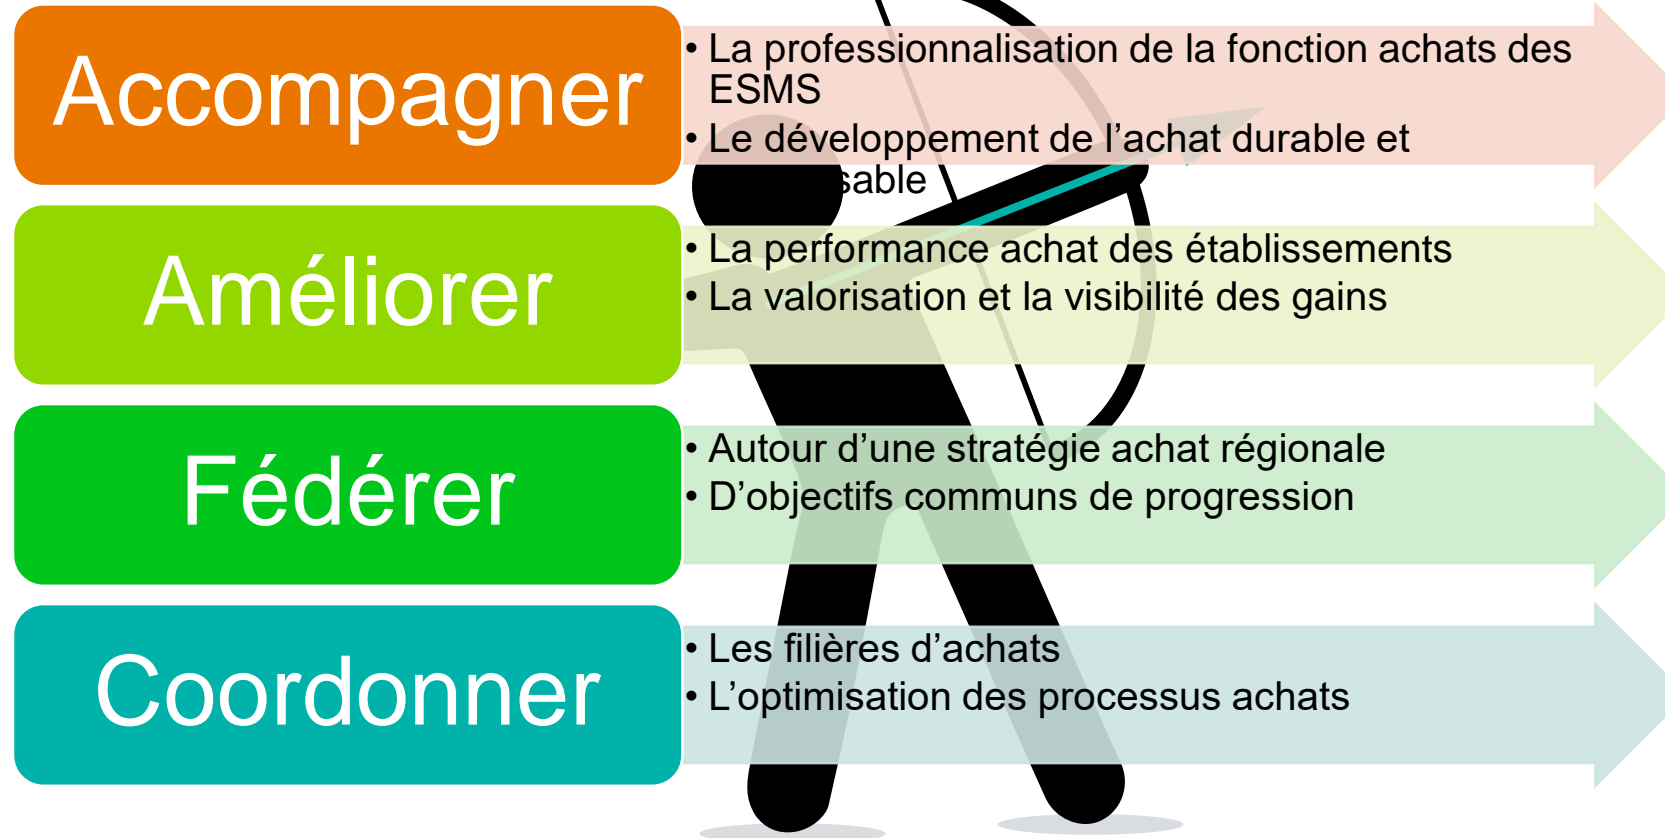 Accompagner
• La professionnalisation de la fonction achats des
ESMS
• Le développement de l’achat durable et
sable
Améliorer
• La performance achat des établissements
• La valorisation et la visibilité des gains
Fédérer
• Autour d’une stratégie achat régionale
• D’objectifs communs de progression
Coordonner
• Les filières d’achats
• L’optimisation des processus achats